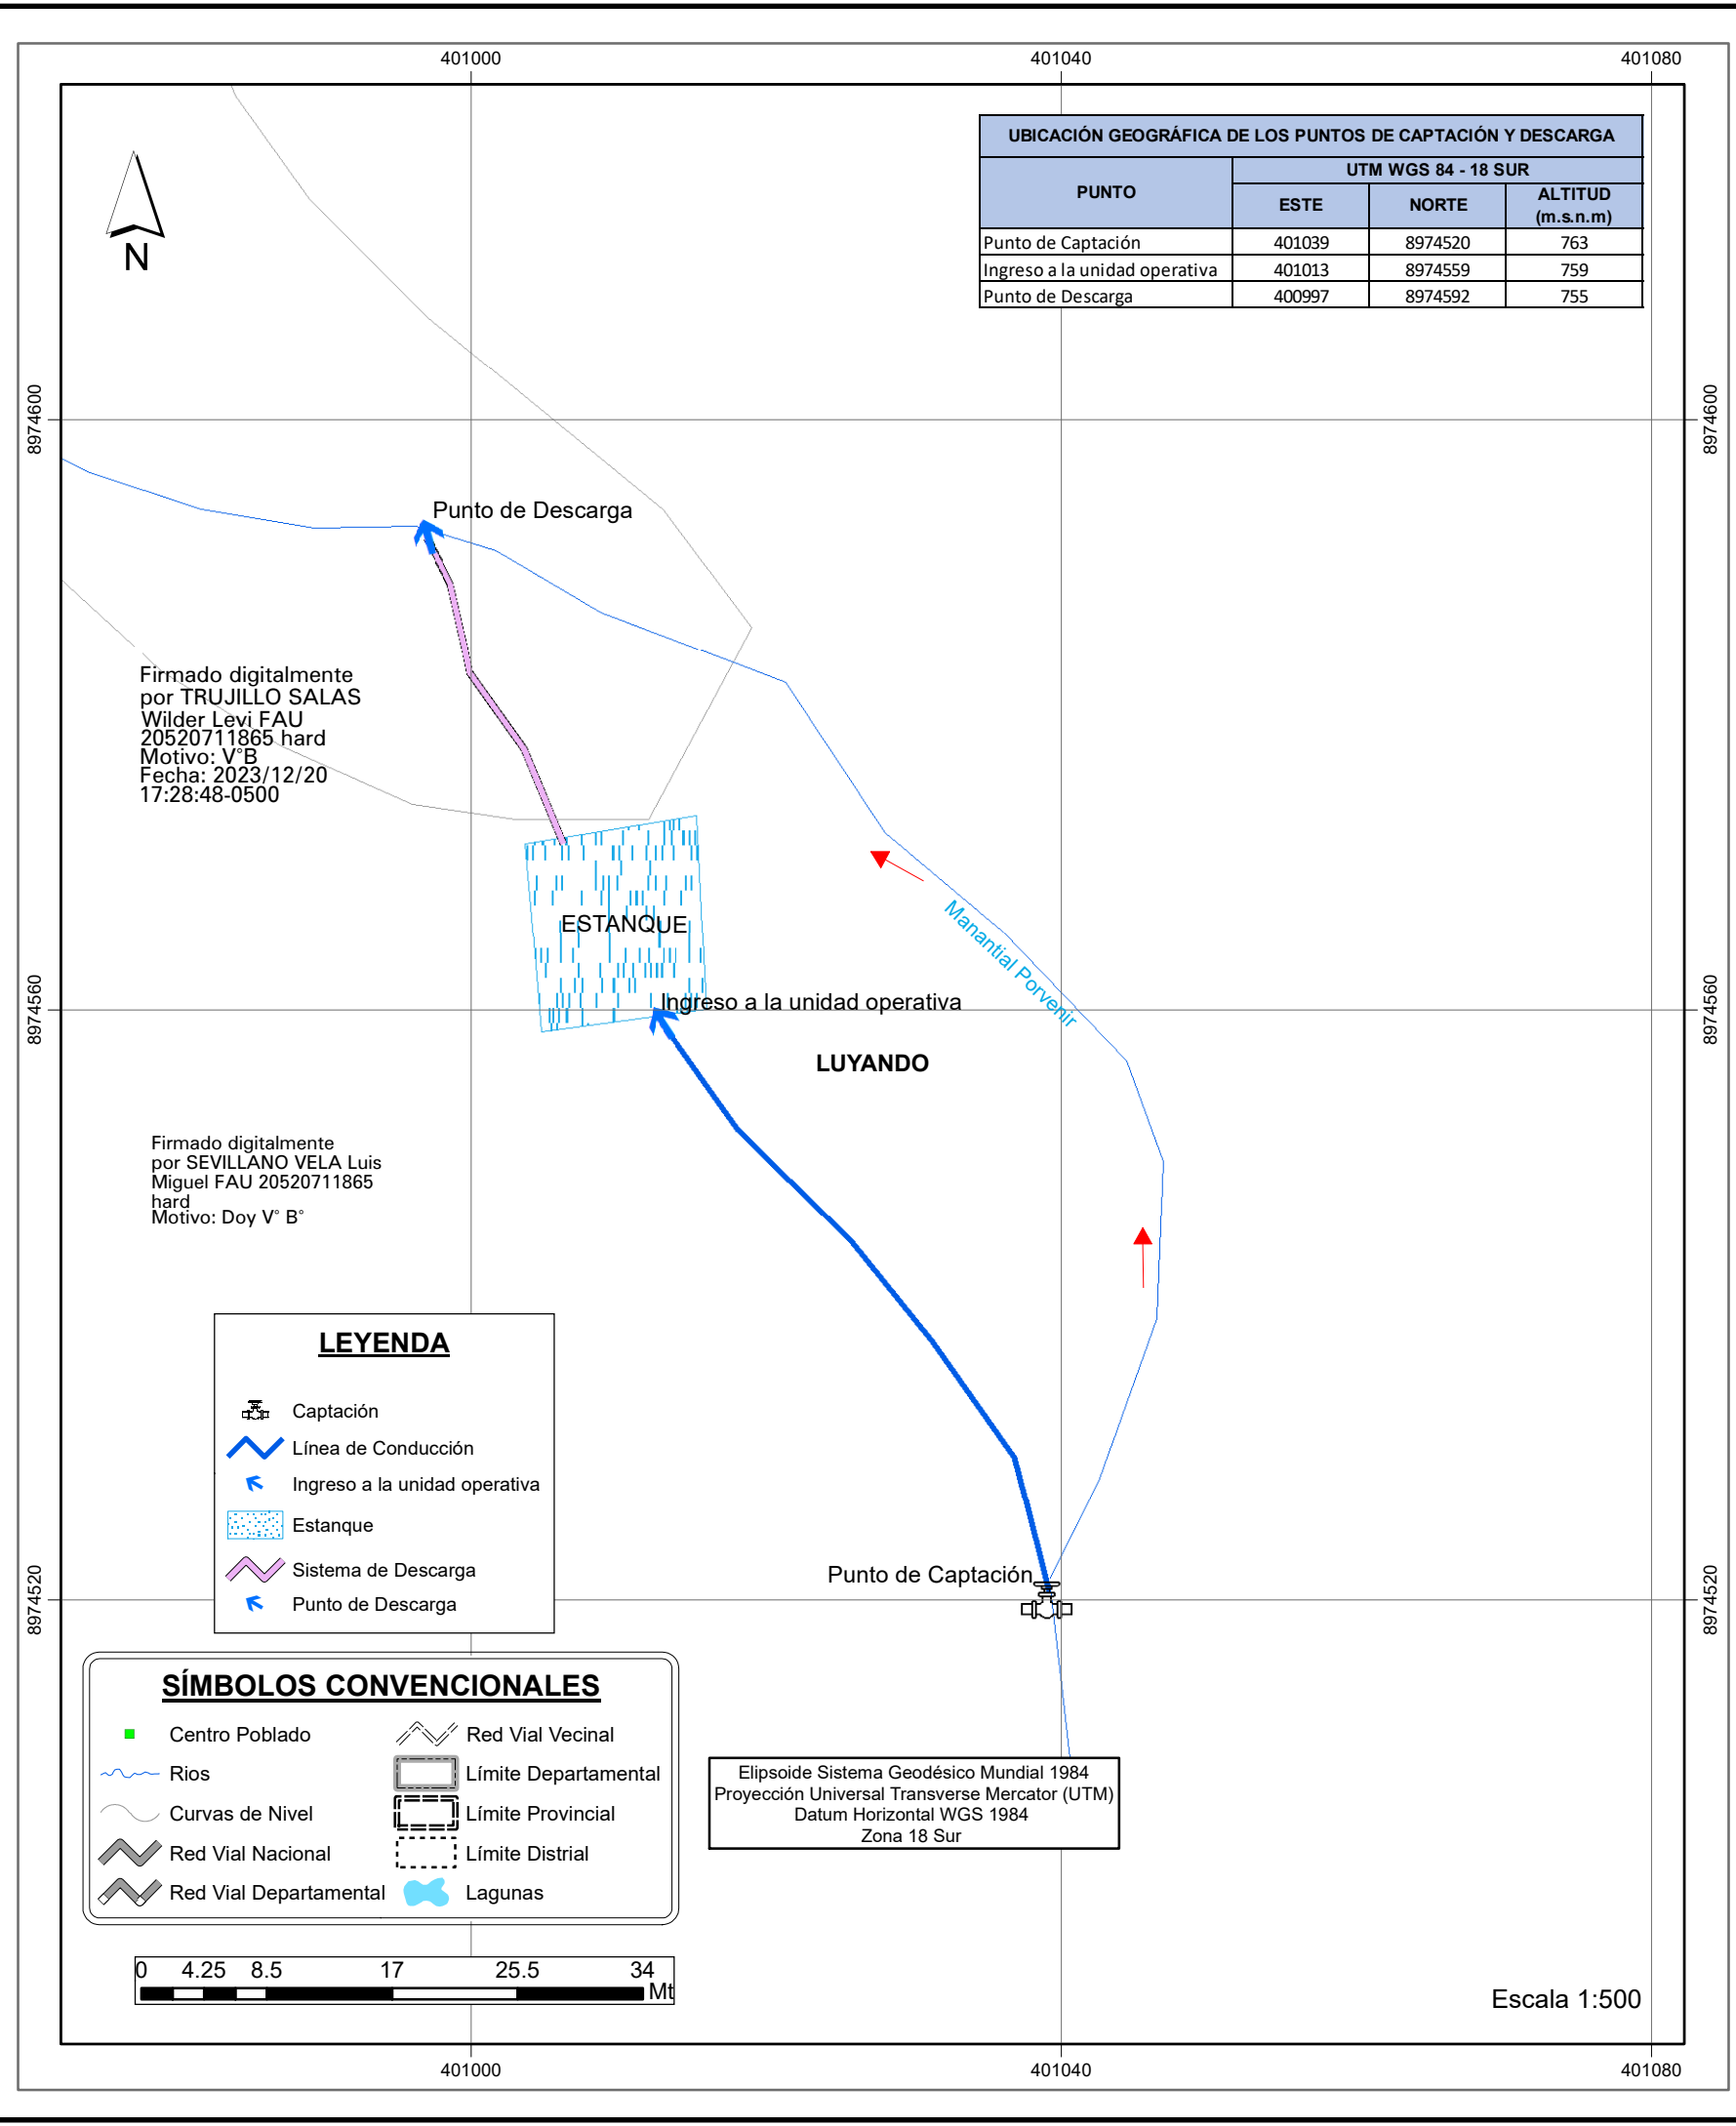 401000 401040 401080
UBICACIÓN GEOGRÁFICA DE LOS PUNTOS DE CAPTACIÓN Y DESCARGA
PUNTO
UTM WGS 84 - 18 SUR
ESTE NORTE ALTITUD
(m.s.n.m)
Punto de Captación 401039 8974520 763
Ingreso a la unidad operativa 401013 8974559 759
Punto de Descarga 400997 8974592 755
N
8974600 8974600
Punto de Descarga
Firmado digitalmente
por TRUJILLO SALAS
Wilder Levi FAU
20520711865 hard
Motivo: V°B
Fecha: 2023/12/20
17:28:48-0500
ESTANQUE
Manantial Porvenir
Ingreso a la unidad operativa
8974560 8974560
LUYANDO
Firmado digitalmente
por SEVILLANO VELA Luis
Miguel FAU 20520711865
hard
Motivo: Doy V° B°
LEYENDA
Captación
Línea de Conducción
Ingreso a la unidad operativa
Estanque
Sistema de Descarga
Punto de Descarga
Punto de Captación
8974520 8974520
SÍMBOLOS CONVENCIONALES
Centro Poblado
Rios
Curvas de Nivel
Red Vial Nacional
Red Vial Departamental
Red Vial Vecinal
Límite Departamental
Límite Provincial
Límite Distrial
Lagunas
Elipsoide Sistema Geodésico Mundial 1984
Proyección Universal Transverse Mercator (UTM)
Datum Horizontal WGS 1984
Zona 18 Sur
0 4.25 8.5 17 25.5 34
Mt
Escala 1:500
401000 401040 401080